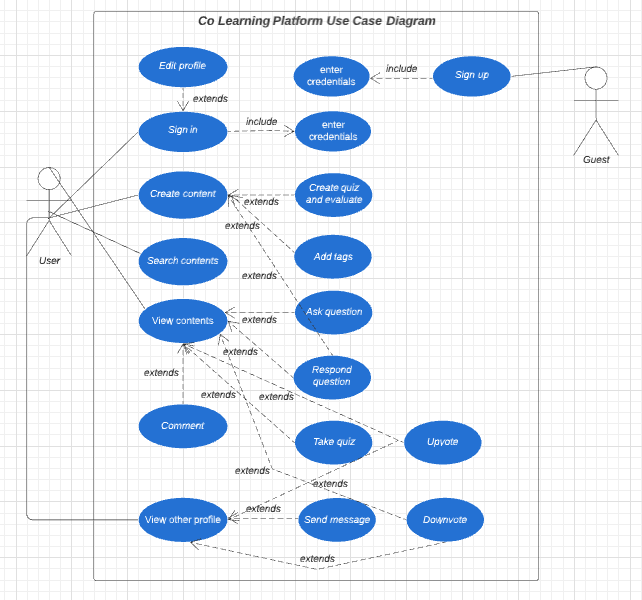 Co Learning Platform Use Case Diagram
Edit profile
enter
credentials
include
Sign up
extends
Sign in
include
enter
credentials
Guest
Create content
extends
Create quiz
and evaluate
extends
User
Search contents
Add tags
extends
View contents
extends
Ask question
extends
extends
Respond
question
extends
extends
Comment
Take quiz
Upvote
extends
extends
View other profile
extends
Send message
Downvote
extends